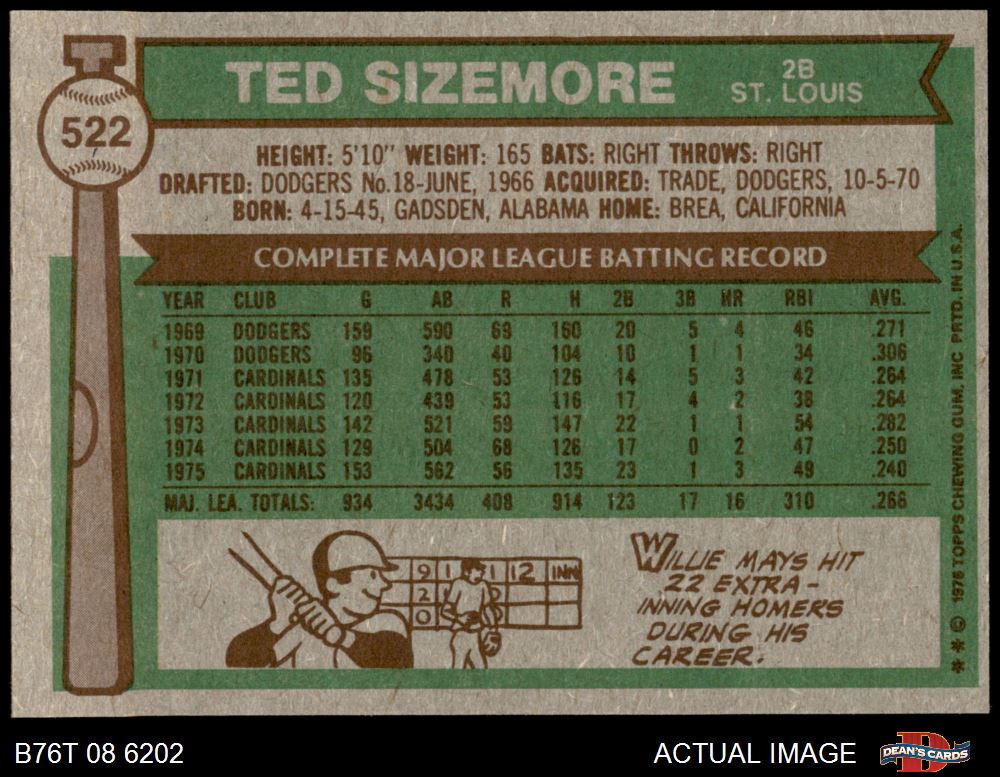 522
TED SIZEMORE
2B
ST. LOUIS
HEIGHT: 5'10" WEIGHT: 165 BATS: RIGHT THROWS: RIGHT
DRAFTED: DODGERS No.18-JUNE, 1966 ACQUIRED: TRADE, DODGERS, 10-5-70
BORN: 4-15-45, GADSDEN, ALABAMA HOME: BREA, CALIFORNIA
COMPLETE MAJOR LEAGUE BATTING RECORD
YEAR CLUB G AB R H 2B 3B HR RBI AVG.
1969 DODGERS 159 590 69 160 20 5 4 46 .271
1970 DODGERS 96 340 40 104 10 1 1 34 .306
1971 CARDINALS 135 478 53 126 14 5 3 42 .264
1972 CARDINALS 120 439 53 116 17 4 2 38 .264
1973 CARDINALS 142 521 59 147 22 1 1 54 .282
1974 CARDINALS 129 504 68 126 17 0 2 47 .250
1975 CARDINALS 153 562 56 135 23 1 3 49 .240
MAJ. LEA. TOTALS: 934 3434 408 914 123 17 16 310 .266
9 1 1 12 INN
2
0
WILLIE MAYS HIT
22 EXTRA-
INNING HOMERS
DURING HIS
CAREER.
* * © 1976 TOPPS CHEWING GUM, INC PRTD. IN U.S.A.
B76T 08 6202
ACTUAL IMAGE
DEAN'S CARDS